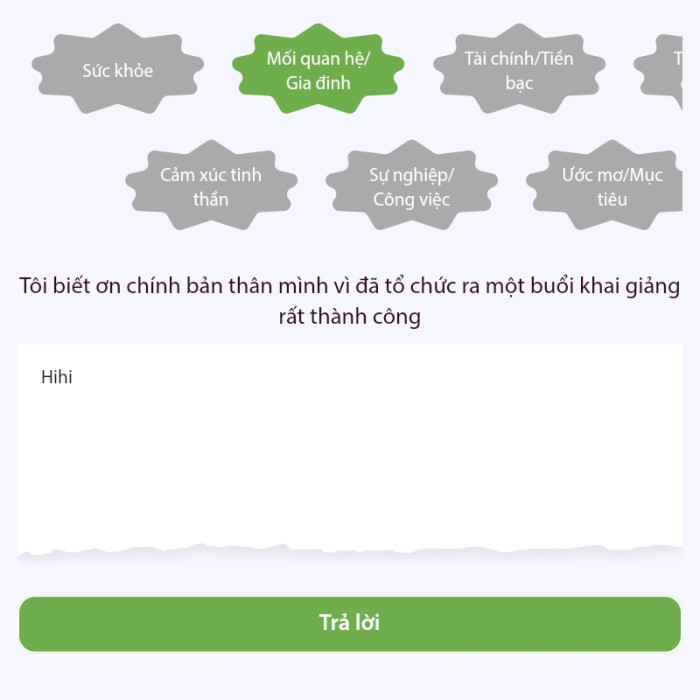 Sức khỏe
Mối quan hệ/
Gia đình
Tài chính/Tiền
bạc
Cảm xúc tinh
thần
Sự nghiệp/
Công việc
Ước mơ/Mục
tiêu
Tôi biết ơn chính bản thân mình vì đã tổ chức ra một buổi khai giảng
rất thành công
Hihi
Trả lời